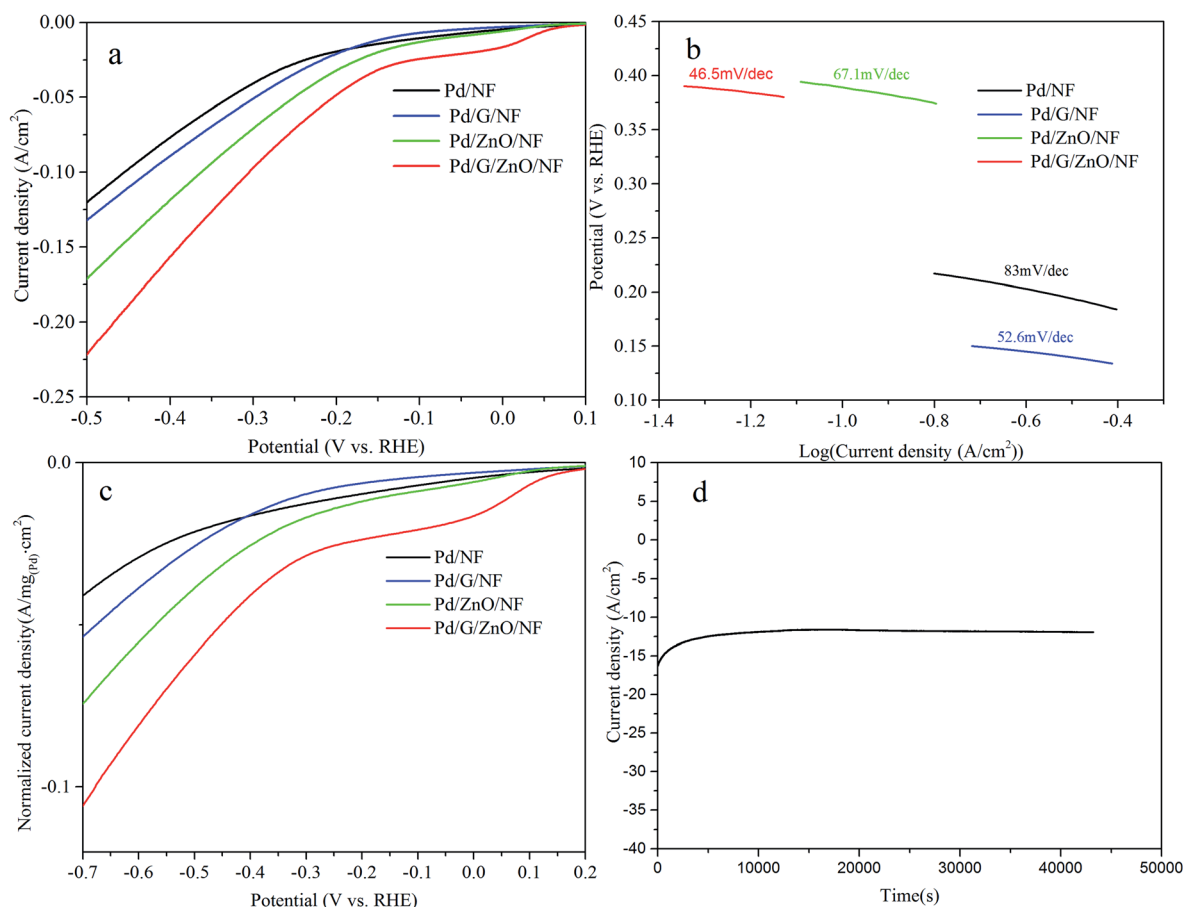 a
0.00
-0.05
-0.10
-0.15
-0.20
-0.25
Current density (A/cm²)
Pd/NF
Pd/G/NF
Pd/ZnO/NF
Pd/G/ZnO/NF
-0.5 -0.4 -0.3 -0.2 -0.1 0.0 0.1
Potential (V vs. RHE)
b
0.45
0.40
0.35
0.30
0.25
0.20
0.15
0.10
Potential (V vs. RHE)
46.5mV/dec
67.1mV/dec
Pd/NF
Pd/G/NF
Pd/ZnO/NF
Pd/G/ZnO/NF
83mV/dec
52.6mV/dec
-1.4 -1.2 -1.0 -0.8 -0.6 -0.4
Log(Current density (A/cm²))
c
0.0
-0.1
Normalized current density(A/mg(Pd)·cm²)
Pd/NF
Pd/G/NF
Pd/ZnO/NF
Pd/G/ZnO/NF
-0.7 -0.6 -0.5 -0.4 -0.3 -0.2 -0.1 0.0 0.1 0.2
Potential (V vs. RHE)
d
10
5
0
-5
-10
-15
-20
-25
-30
-35
-40
Current density (A/cm²)
0 10000 20000 30000 40000 50000
Time(s)